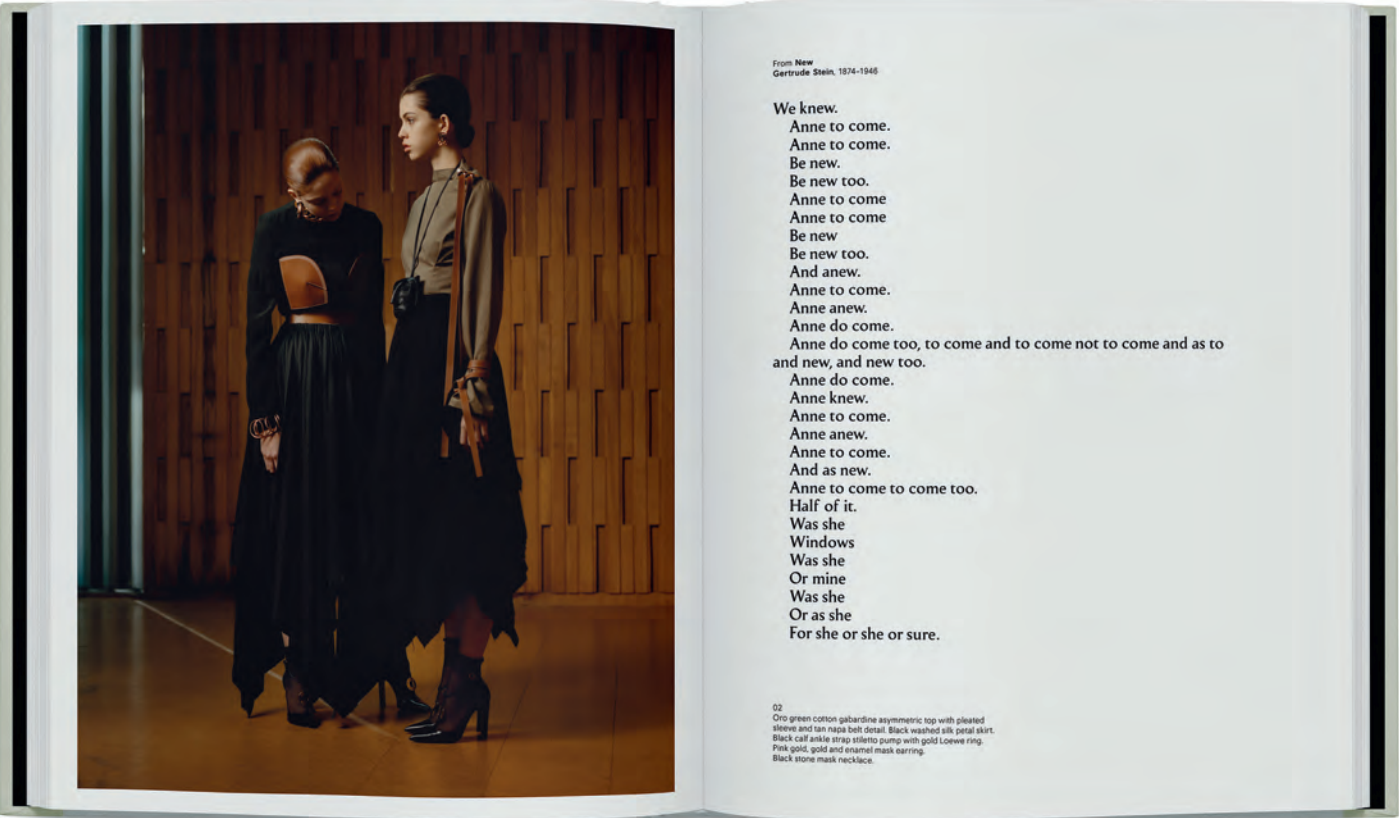 From New
Gertrude Stein, 1874-1946
We knew.
Anne to come.
Anne to come.
Be new.
Be new too.
Anne to come
Anne to come
Be new
Be new too.
And anew.
Anne to come.
Anne anew.
Anne do come.
Anne do come too, to come and to come not to come and as to
and new, and new too.
Anne do come.
Anne knew.
Anne to come.
Anne anew.
Anne to come.
And as new.
Anne to come to come too.
Half of it.
Was she
Windows
Was she
Or mine
Was she
Or as she
For she or she or sure.
02
Oro green cotton gabardine asymmetric top with pleated
sleeve and tan napa belt detail. Black washed silk petal skirt.
Black calf ankle strap stiletto pump with gold Loewe ring.
Pink gold, gold and enamel mask earring.
Black stone mask necklace.